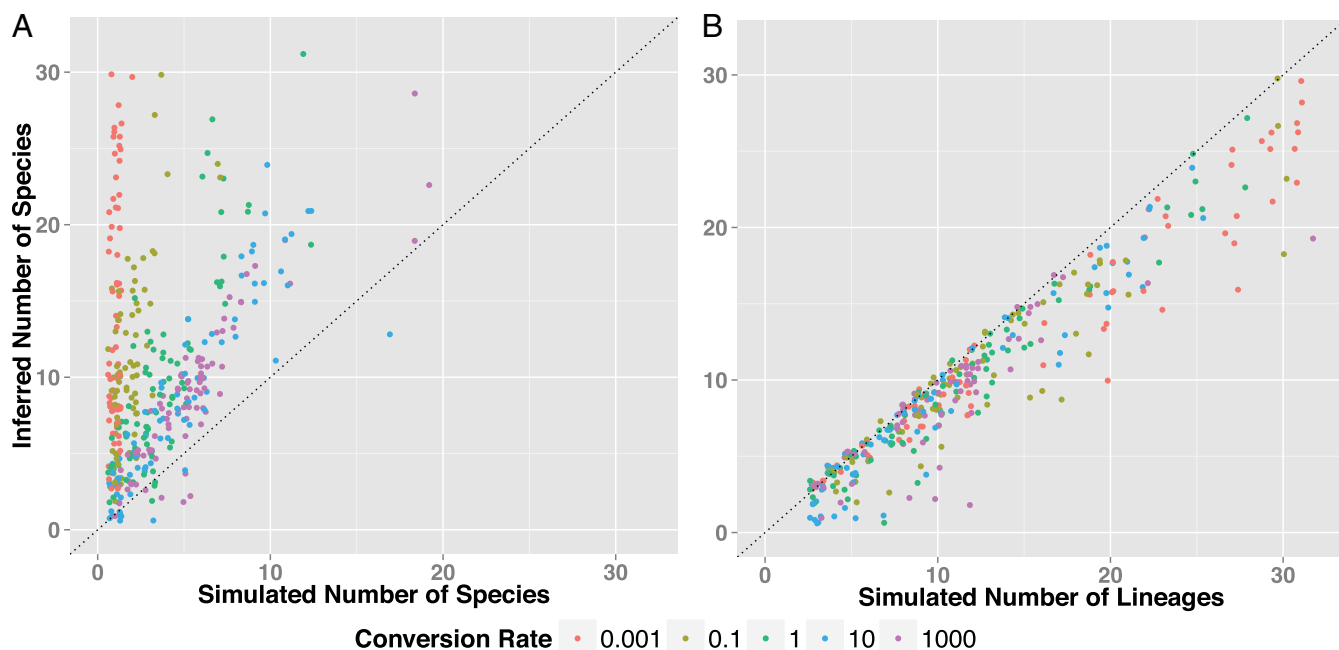 A
B
Inferred Number of Species
30
20
10
0
0 10 20 30
Simulated Number of Species
30
20
10
0
0 10 20 30
Simulated Number of Lineages
Conversion Rate 0.001 0.1 1 10 1000